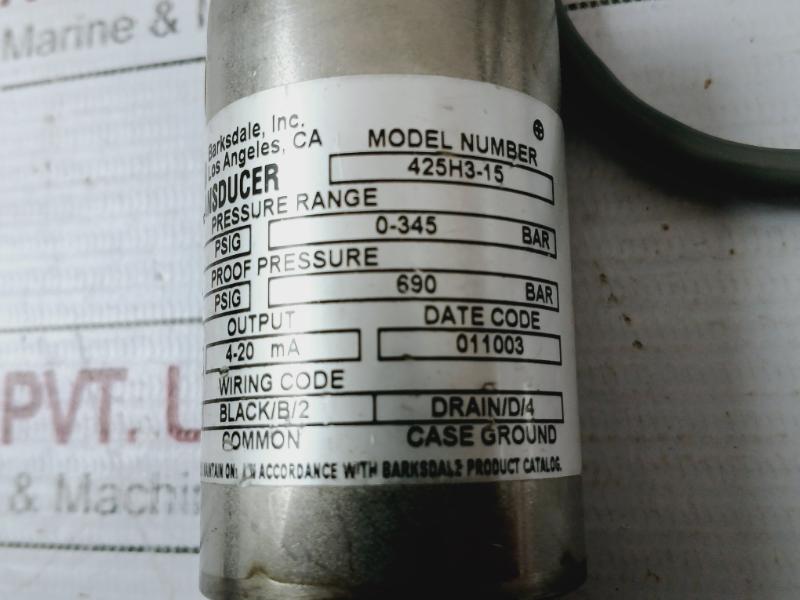 Marine &
Barksdale, Inc.
Los Angeles, CA
MODEL NUMBER
425H3-15
NSDUCER
PRESSURE RANGE
PSIG 0-345 BAR
PROOF PRESSURE
PSIG 690 BAR
OUTPUT DATE CODE
4-20 mA 011003
WIRING CODE
BLACK/B/2 DRAIN/D/4
COMMON CASE GROUND
ACCORDANCE WITH BARKSDALE PRODUCT CATALOG.
PVT.
& Machin